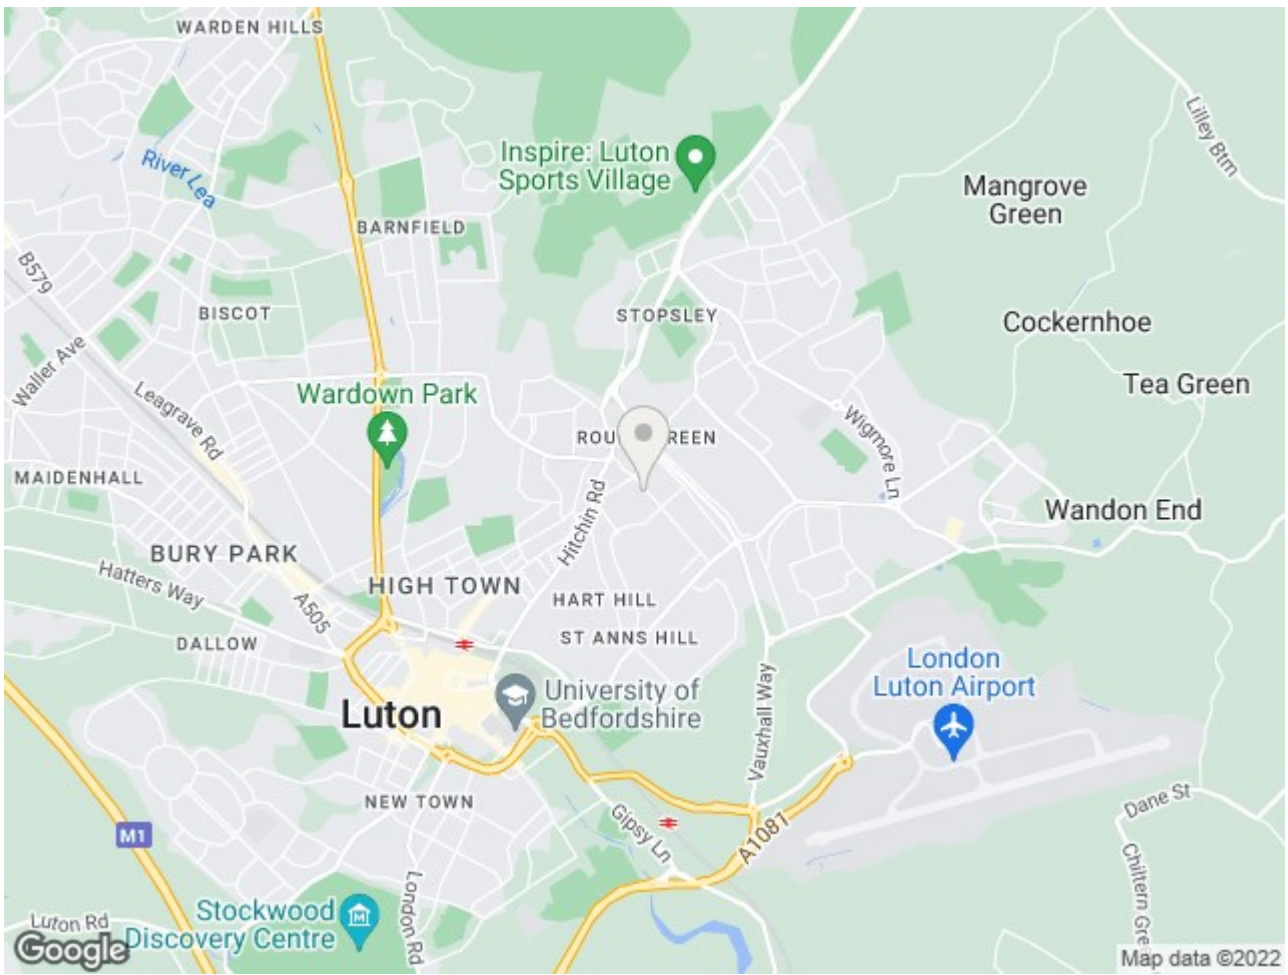 WARDEN HILLS
River Lea
Inspire: Luton
Sports Village
Lilley Btm
Mangrove
Green
BARNFIELD
B579
BISCOT
STOPSLEY
Cockernhoe
Waller Ave
Leagrave Rd
Wardown Park
Tea Green
Wigmore Ln
MAIDENHALL
Hitchin Rd
Wandon End
BURY PARK
Hatters Way
HIGH TOWN
A505
HART HILL
DALLOW
ST ANNS HILL
London
Luton Airport
University of
Bedfordshire
Luton
Vauxhall Way
NEW TOWN
Gipsy Ln
A1081
Dane St
M1
Chiltern Gre
London Rd
Stockwood
Discovery Centre
Luton Rd
Google
Map data ©2022